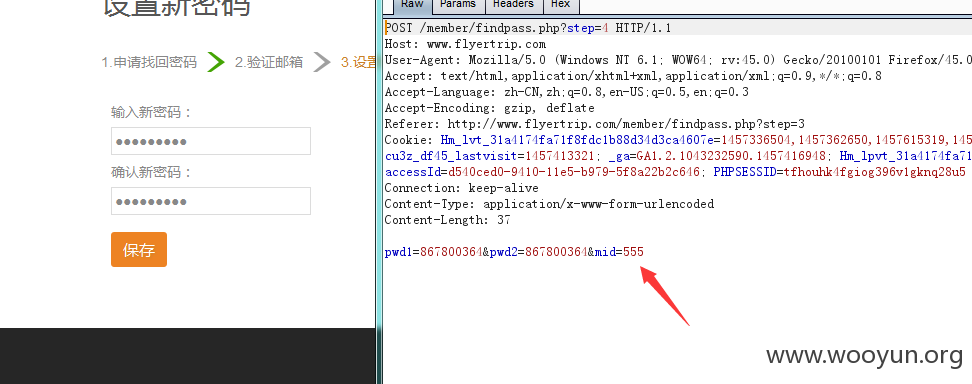 设置新密码
1.申请找回密码 2.验证邮箱 3.设置
输入新密码：
●●●●●●●●●
确认新密码：
●●●●●●●●●
保存
Raw Params Headers Hex
POST /member/findpass.php?step=4 HTTP/1.1
Host: www.flyertrip.com
User-Agent: Mozilla/5.0 (Windows NT 6.1; WOW64; rv:45.0) Gecko/20100101 Firefox/45.
Accept: text/html,application/xhtml+xml,application/xml;q=0.9,*/*;q=0.8
Accept-Language: zh-CN,zh;q=0.8,en-US;q=0.5,en;q=0.3
Accept-Encoding: gzip, deflate
Referer: http://www.flyertrip.com/member/findpass.php?step=3
Cookie: Hm_lvt_31a4174fa71f8fdc1b88d34d3ca4607e=1457336504,1457362650,1457615319,145
cu3z_df45_lastvisit=1457413321; _ga=GA1.2.1043232590.1457416948; Hm_lpvt_31a4174fa71
accessId=d540ced0-9410-11e5-b979-5f8a22b2c646; PHPSESSID=tfhouhk4fgiog396v1gknq28u5
Connection: keep-alive
Content-Type: application/x-www-form-urlencoded
Content-Length: 37
pwd1=867800364&pwd2=867800364&mid=555
www.wooyun.org